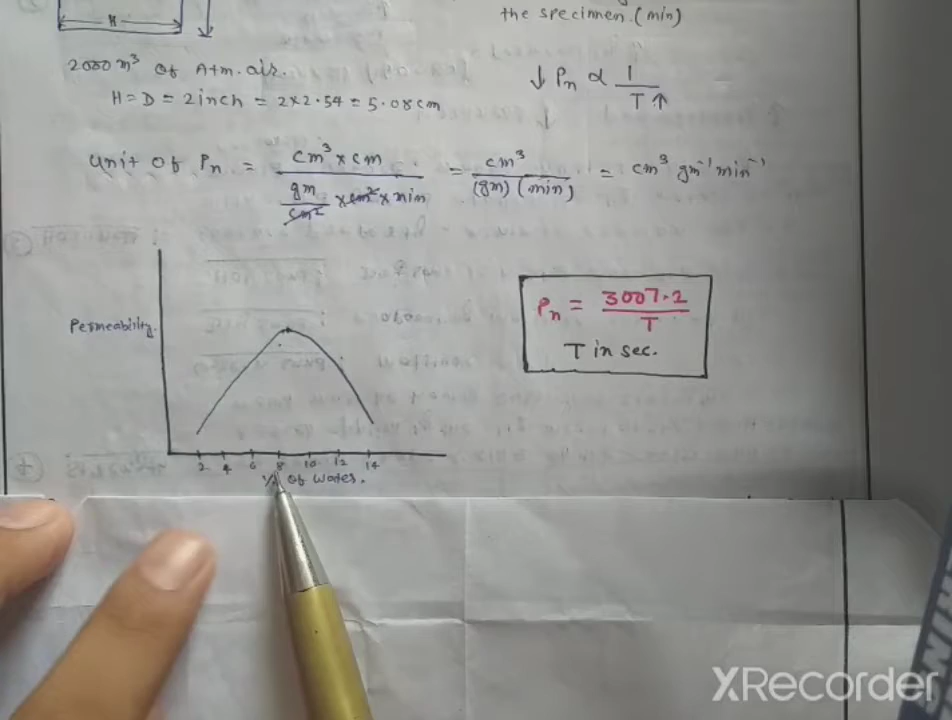 the specimen.(min)
H
2000 m³ of Atm. air.
H = D = 2 inch = 2×2.54 = 5.08 cm
↓ Pn ∝ 1/T↑
unit of Pn = cm³ × cm / (gm/cm² × cm² × min) = cm³/(gm) (min) = cm³ gm⁻¹ min⁻¹
Permeability.
Pn = 3007.2/T
T in sec.
2 4 6 8 10 12 14
% of water.
XRecorder